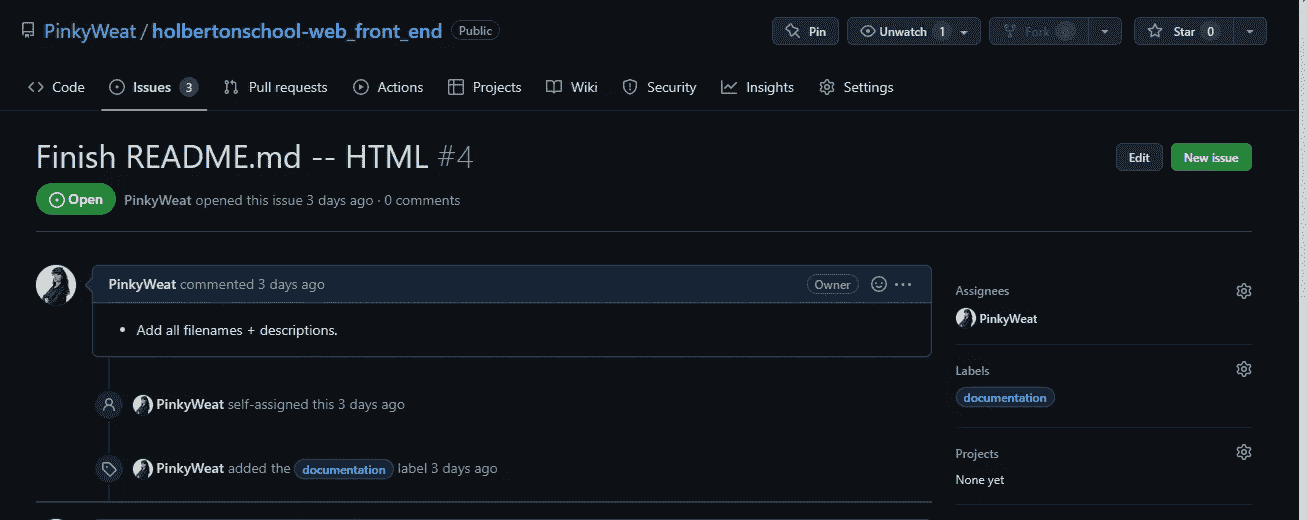 PinkyWeat / holbertonschool-web_front_end Public Pin Unwatch 1 Fork 0 Star 0
Code Issues 3 Pull requests Actions Projects Wiki Security Insights Settings
Finish README.md -- HTML #4 Edit New issue
Open PinkyWeat opened this issue 3 days ago · 0 comments
PinkyWeat commented 3 days ago Owner
Assignees
PinkyWeat
• Add all filenames + descriptions.
Labels
documentation
PinkyWeat self-assigned this 3 days ago
Projects
None yet
PinkyWeat added the documentation label 3 days ago